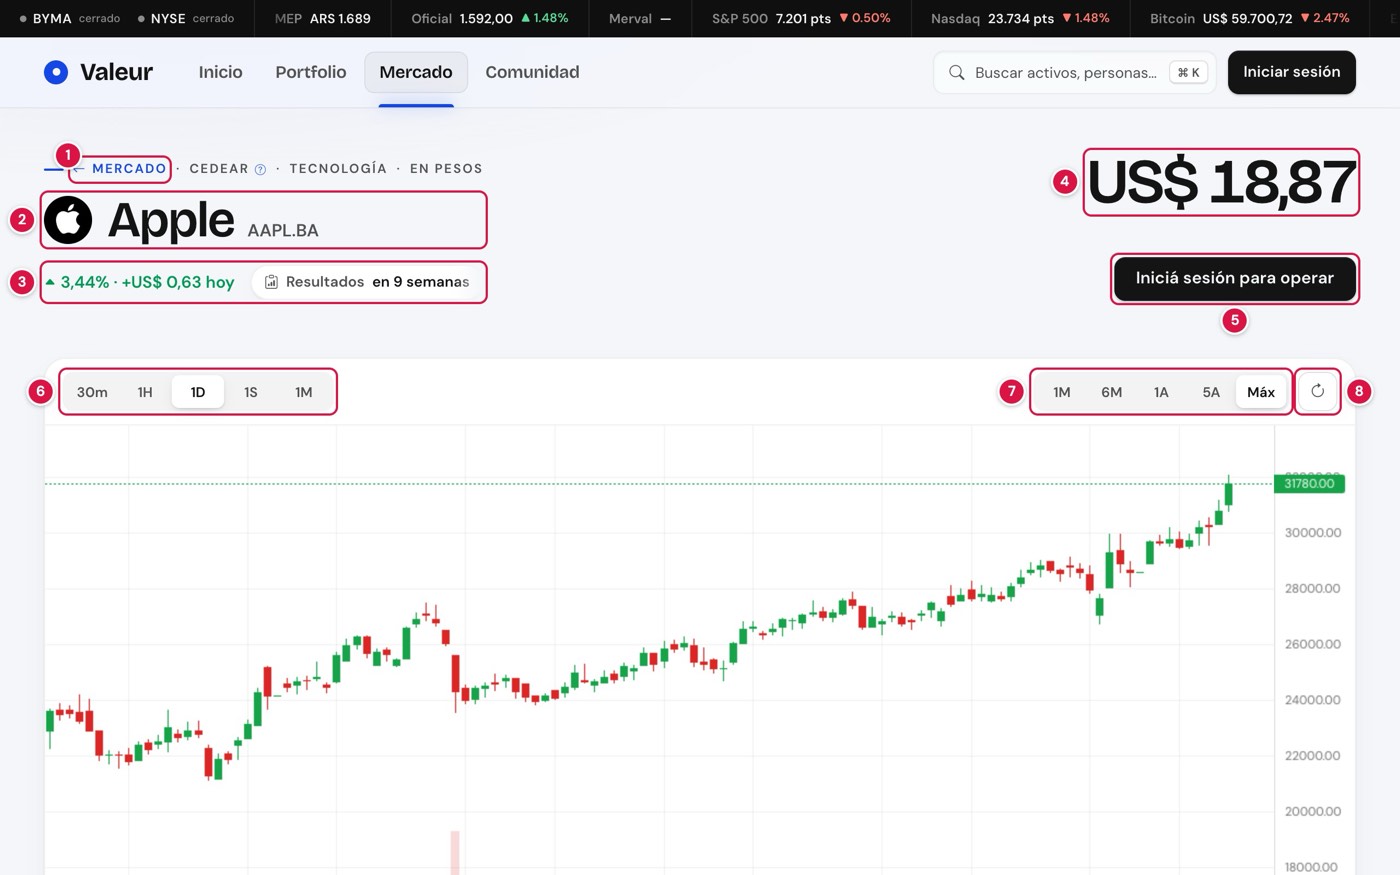 BYMA cerrado NYSE cerrado MEP ARS 1.689 Oficial 1.592,00 ▲ 1.48% Merval — S&P 500 7.201 pts ▼ 0.50% Nasdaq 23.734 pts ▼ 1.48% Bitcoin US$ 59.700,72 ▼ 2.47%
Valeur Inicio Portfolio Mercado Comunidad Buscar activos, personas... ⌘ K Iniciar sesión
1
← MERCADO · CEDEAR ? · TECNOLOGÍA · EN PESOS
4 US$ 18,87
2 Apple AAPL.BA
3 ▲ 3,44% · +US$ 0,63 hoy Resultados en 9 semanas
Iniciá sesión para operar
5
6 30m 1H 1D 1S 1M 7 1M 6M 1A 5A Máx 8
31780.00
30000.00
28000.00
26000.00
24000.00
22000.00
20000.00
18000.00